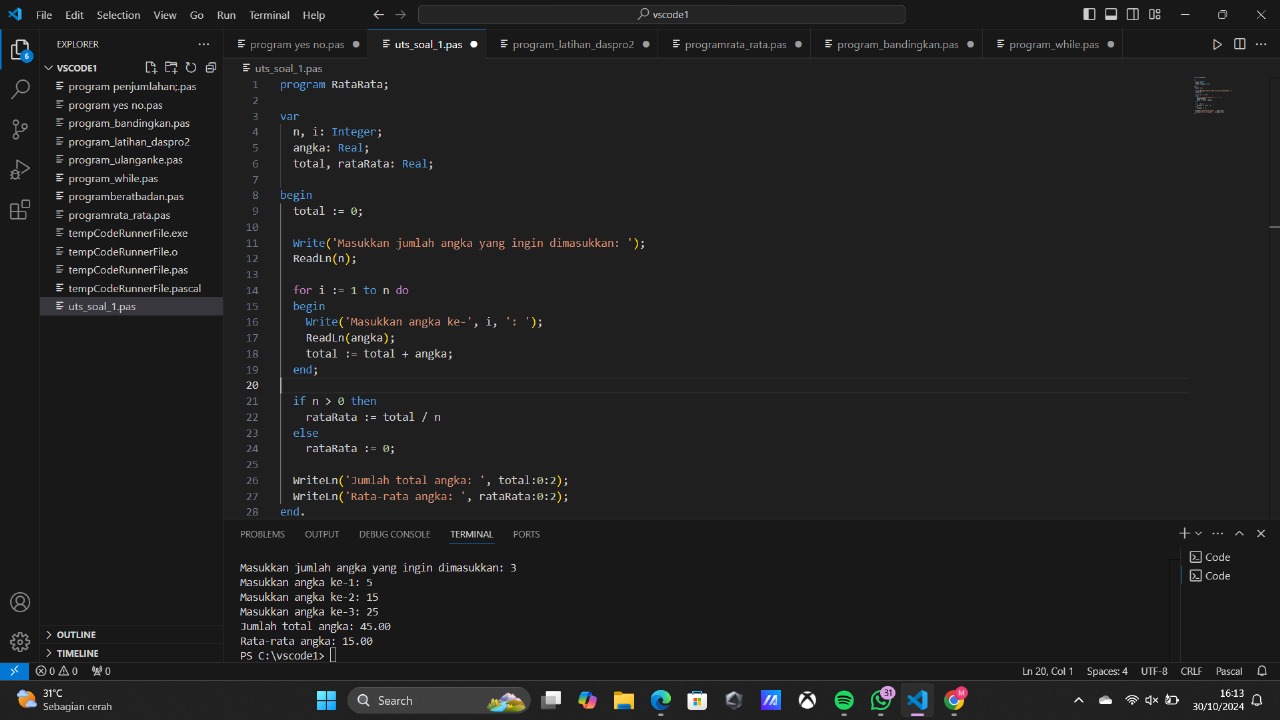 File Edit Selection View Go Run Terminal Help
vscode1
EXPLORER
VSCODE1
program penjumlahan;.pas
program yes no.pas
program_bandingkan.pas
program_latihan_daspro2
program_ulanganke.pas
program_while.pas
programberatbadan.pas
programrata_rata.pas
tempCodeRunnerFile.exe
tempCodeRunnerFile.o
tempCodeRunnerFile.pas
tempCodeRunnerFile.pascal
uts_soal_1.pas
OUTLINE
TIMELINE
6
program yes no.pas uts_soal_1.pas program_latihan_daspro2 programrata_rata.pas program_bandingkan.pas program_while.pas
uts_soal_1.pas
1 program RataRata;
2
3 var
4 n, i: Integer;
5 angka: Real;
6 total, rataRata: Real;
7
8 begin
9 total := 0;
10
11 Write('Masukkan jumlah angka yang ingin dimasukkan: ');
12 ReadLn(n);
13
14 for i := 1 to n do
15 begin
16 Write('Masukkan angka ke-', i, ': ');
17 ReadLn(angka);
18 total := total + angka;
19 end;
20
21 if n > 0 then
22 rataRata := total / n
23 else
24 rataRata := 0;
25
26 WriteLn('Jumlah total angka: ', total:0:2);
27 WriteLn('Rata-rata angka: ', rataRata:0:2);
28 end.
PROBLEMS OUTPUT DEBUG CONSOLE TERMINAL PORTS
Masukkan jumlah angka yang ingin dimasukkan: 3
Masukkan angka ke-1: 5
Masukkan angka ke-2: 15
Masukkan angka ke-3: 25
Jumlah total angka: 45.00
Rata-rata angka: 15.00
PS C:\vscode1>
Code
Code
0 0 0 Ln 20, Col 1 Spaces: 4 UTF-8 CRLF Pascal
31°C
Sebagian cerah
Search
31
M
16:13
30/10/2024